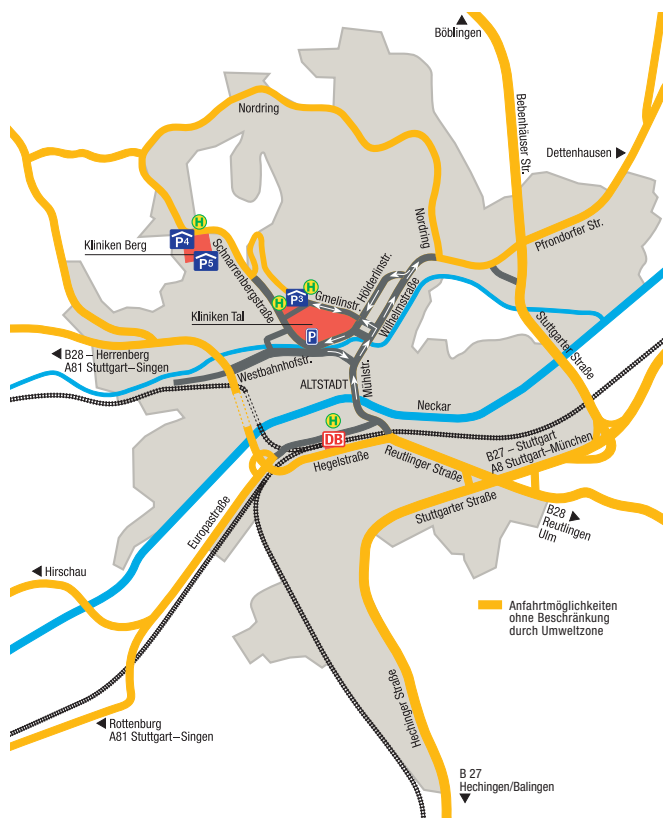 Böblingen
Nordring
Bebenhäuser Str.
Dettenhausen
H
P4
Kliniken Berg
P5
Schnarrenbergstraße
Nordring
Pfrondorfer Str.
H
H
P3
Gmelinstr.
Hölderlinstr.
Wilhelmstraße
Kliniken Tal
P
Stuttgarter Straße
B28 – Herrenberg
A81 Stuttgart–Singen
Westbahnhofstr.
ALTSTADT
Mühlstr.
Neckar
H
DB
Hegelstraße
Reutlinger Straße
B27 – Stuttgart
A8 Stuttgart–München
Stuttgarter Straße
Europastraße
B28
Reutlingen
Ulm
Hirschau
Anfahrtmöglichkeiten
ohne Beschränkung
durch Umweltzone
Hechinger Straße
Rottenburg
A81 Stuttgart–Singen
B 27
Hechingen/Balingen